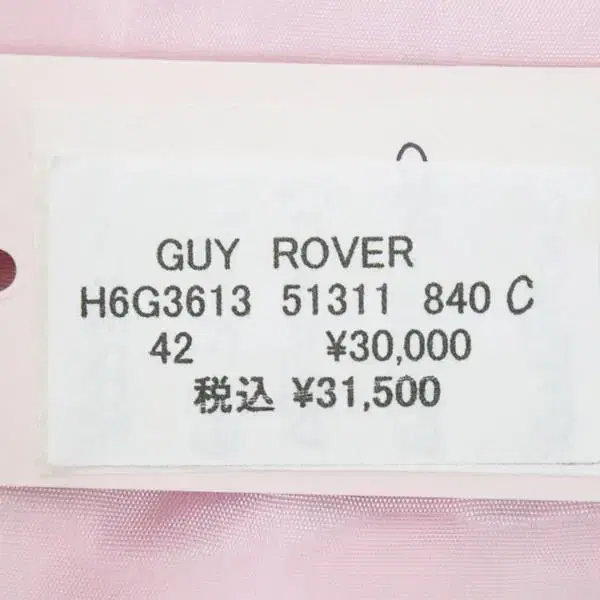 GUY ROVER
H6G3613 51311 840 C
42 ¥30,000
税込 ¥31,500